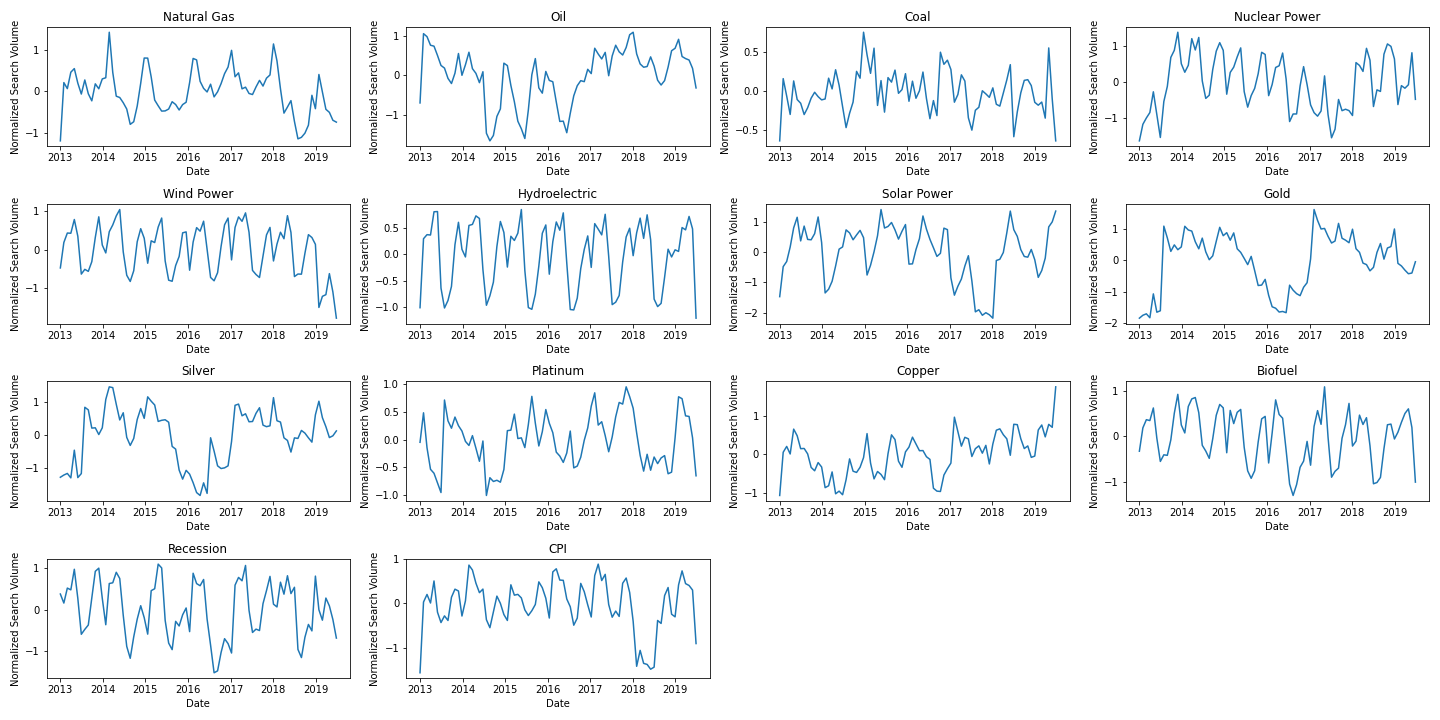 Natural Gas
Normalized Search Volume
1
0
−1
2013 2014 2015 2016 2017 2018 2019
Date
Oil
Normalized Search Volume
1
0
−1
2013 2014 2015 2016 2017 2018 2019
Date
Coal
Normalized Search Volume
0.5
0.0
−0.5
2013 2014 2015 2016 2017 2018 2019
Date
Nuclear Power
Normalized Search Volume
1
0
−1
2013 2014 2015 2016 2017 2018 2019
Date
Wind Power
Normalized Search Volume
1
0
−1
2013 2014 2015 2016 2017 2018 2019
Date
Hydroelectric
Normalized Search Volume
0.5
0.0
−0.5
−1.0
2013 2014 2015 2016 2017 2018 2019
Date
Solar Power
Normalized Search Volume
1
0
−1
−2
2013 2014 2015 2016 2017 2018 2019
Date
Gold
Normalized Search Volume
1
0
−1
−2
2013 2014 2015 2016 2017 2018 2019
Date
Silver
Normalized Search Volume
1
0
−1
2013 2014 2015 2016 2017 2018 2019
Date
Platinum
Normalized Search Volume
1.0
0.5
0.0
−0.5
−1.0
2013 2014 2015 2016 2017 2018 2019
Date
Copper
Normalized Search Volume
1
0
−1
2013 2014 2015 2016 2017 2018 2019
Date
Biofuel
Normalized Search Volume
1
0
−1
2013 2014 2015 2016 2017 2018 2019
Date
Recession
Normalized Search Volume
1
0
−1
2013 2014 2015 2016 2017 2018 2019
Date
CPI
Normalized Search Volume
1
0
−1
2013 2014 2015 2016 2017 2018 2019
Date